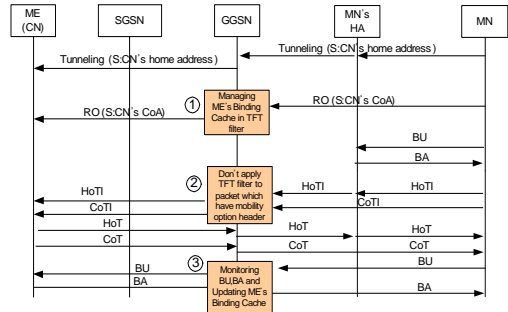 ME
(CN)
SGSN
GGSN
MN´s
HA
MN
Tunneling (S:CN´s home address)
Tunneling (S:CN´s home address)
RO (S:CN´s CoA)
① Managing
ME´s Binding
Cache in TFT
filter
RO (S:CN´s CoA)
BU
BA
② Don´t apply
TFT filter to
packet which
have mobility
option header
HoTI
HoTI
HoTI
CoTI
CoTI
HoT
HoT
HoT
CoT
CoT
CoT
③ Monitoring
BU,BA and
Updating ME´s
Binding Cache
BU
BU
BA
BA